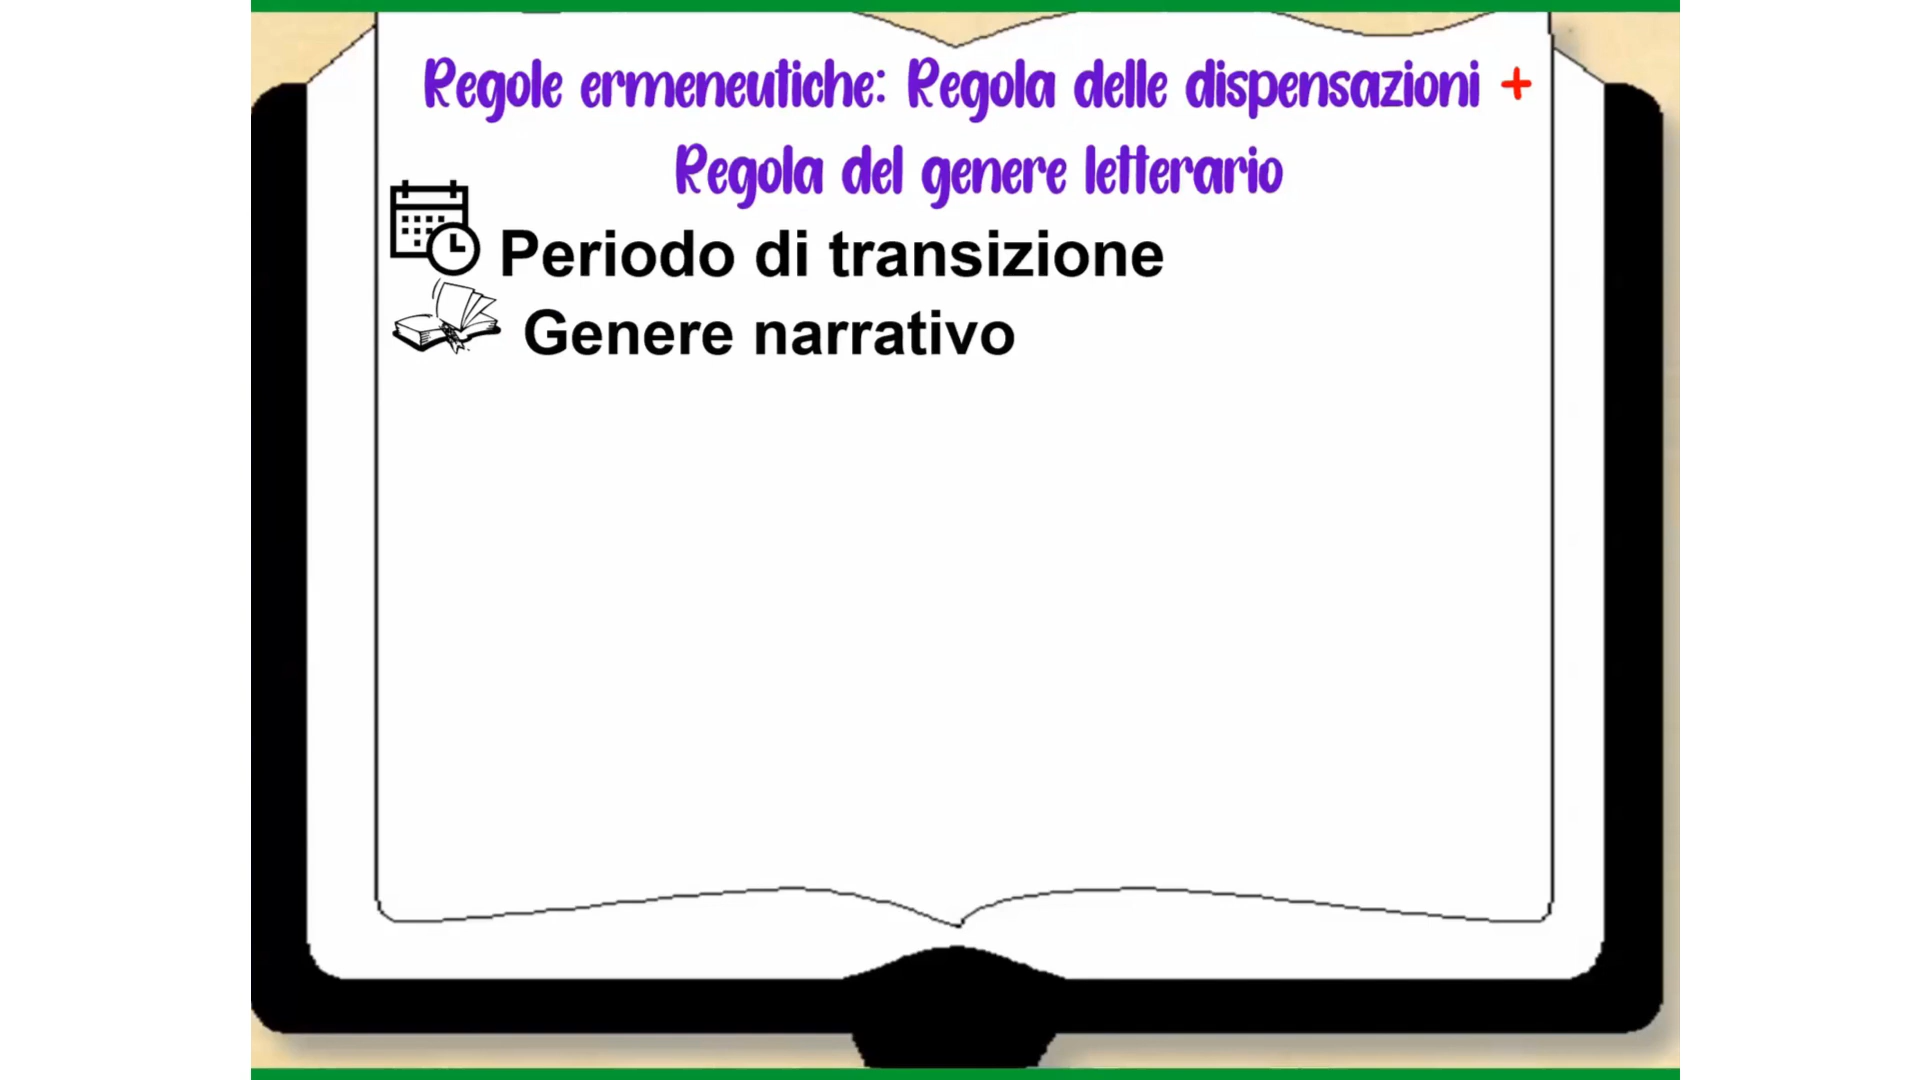 Regole ermeneutiche: Regola delle dispensazioni +
Regola del genere letterario
Periodo di transizione
Genere narrativo